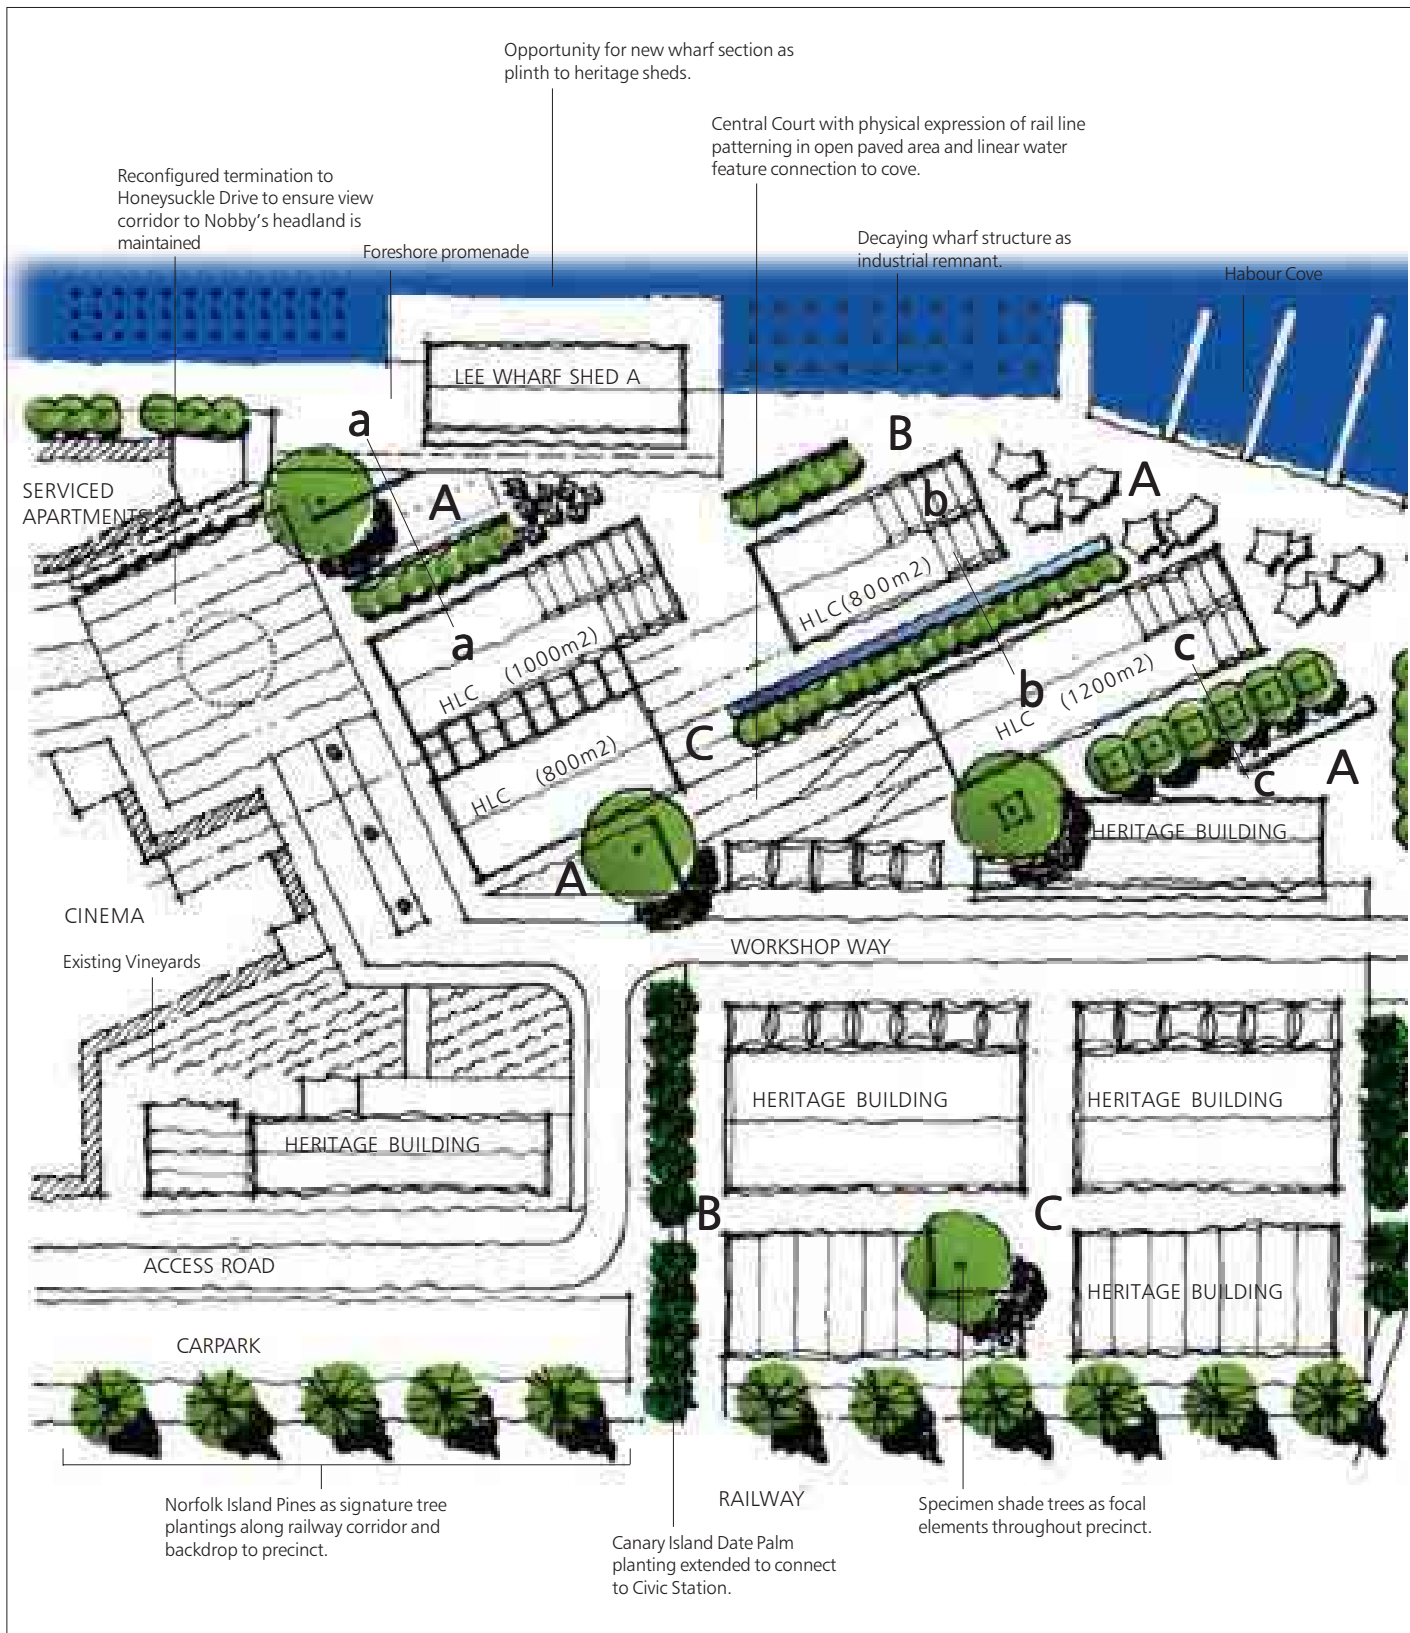 Opportunity for new wharf section as
plinth to heritage sheds.
Central Court with physical expression of rail line
patterning in open paved area and linear water
feature connection to cove.
Reconfigured termination to
Honeysuckle Drive to ensure view
corridor to Nobby's headland is
maintained
Foreshore promenade
Decaying wharf structure as
industrial remnant.
Habour Cove
LEE WHARF SHED A
a
B
A
SERVICED
APARTMENTS
A
b
HLC(800m2)
a
HLC (1000m2)
c
b
HLC (1200m2)
C
HLC (800m2)
c
A
HERITAGE BUILDING
A
CINEMA
WORKSHOP WAY
Existing Vineyards
HERITAGE BUILDING
HERITAGE BUILDING
HERITAGE BUILDING
B
C
ACCESS ROAD
HERITAGE BUILDING
CARPARK
RAILWAY
Norfolk Island Pines as signature tree
plantings along railway corridor and
backdrop to precinct.
Canary Island Date Palm
planting extended to connect
to Civic Station.
Specimen shade trees as focal
elements throughout precinct.